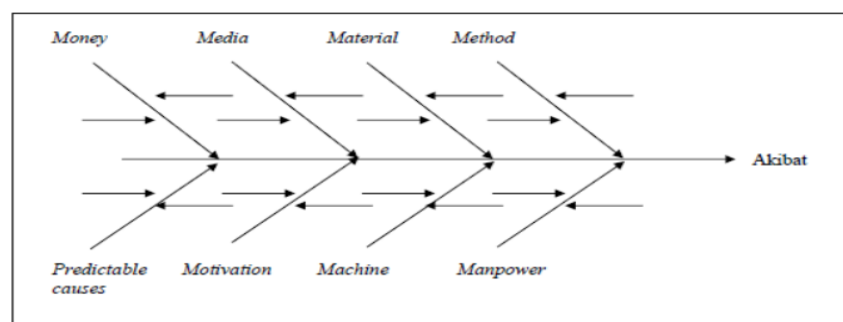 Money Media Material Method
Akibat
Predictable causes Motivation Machine Manpower